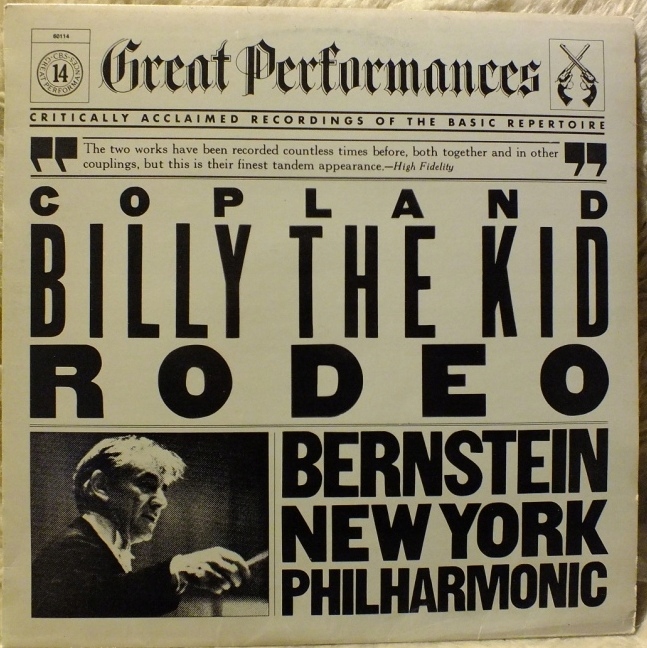 60114
CBS
14
Great Performances
CRITICALLY ACCLAIMED RECORDINGS OF THE BASIC REPERTOIRE
" The two works have been recorded countless times before, both together and in other "
couplings, but this is their finest tandem appearance.—High Fidelity
COPLAND
BILLY THE KID
RODEO
BERNSTEIN
NEW YORK
PHILHARMONIC